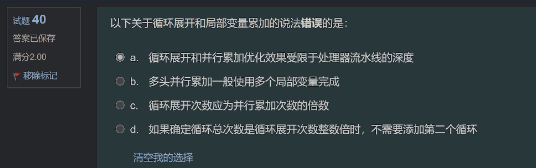 试题 40
答案已保存
满分2.00
移除标记
以下关于循环展开和局部变量累加的说法错误的是：
a. 循环展开和并行累加优化效果受限于处理器流水线的深度
b. 多头并行累加一般使用多个局部变量完成
c. 循环展开次数应为并行累加次数的倍数
d. 如果确定循环总次数是循环展开次数整数倍时，不需要添加第二个循环
清空我的选择